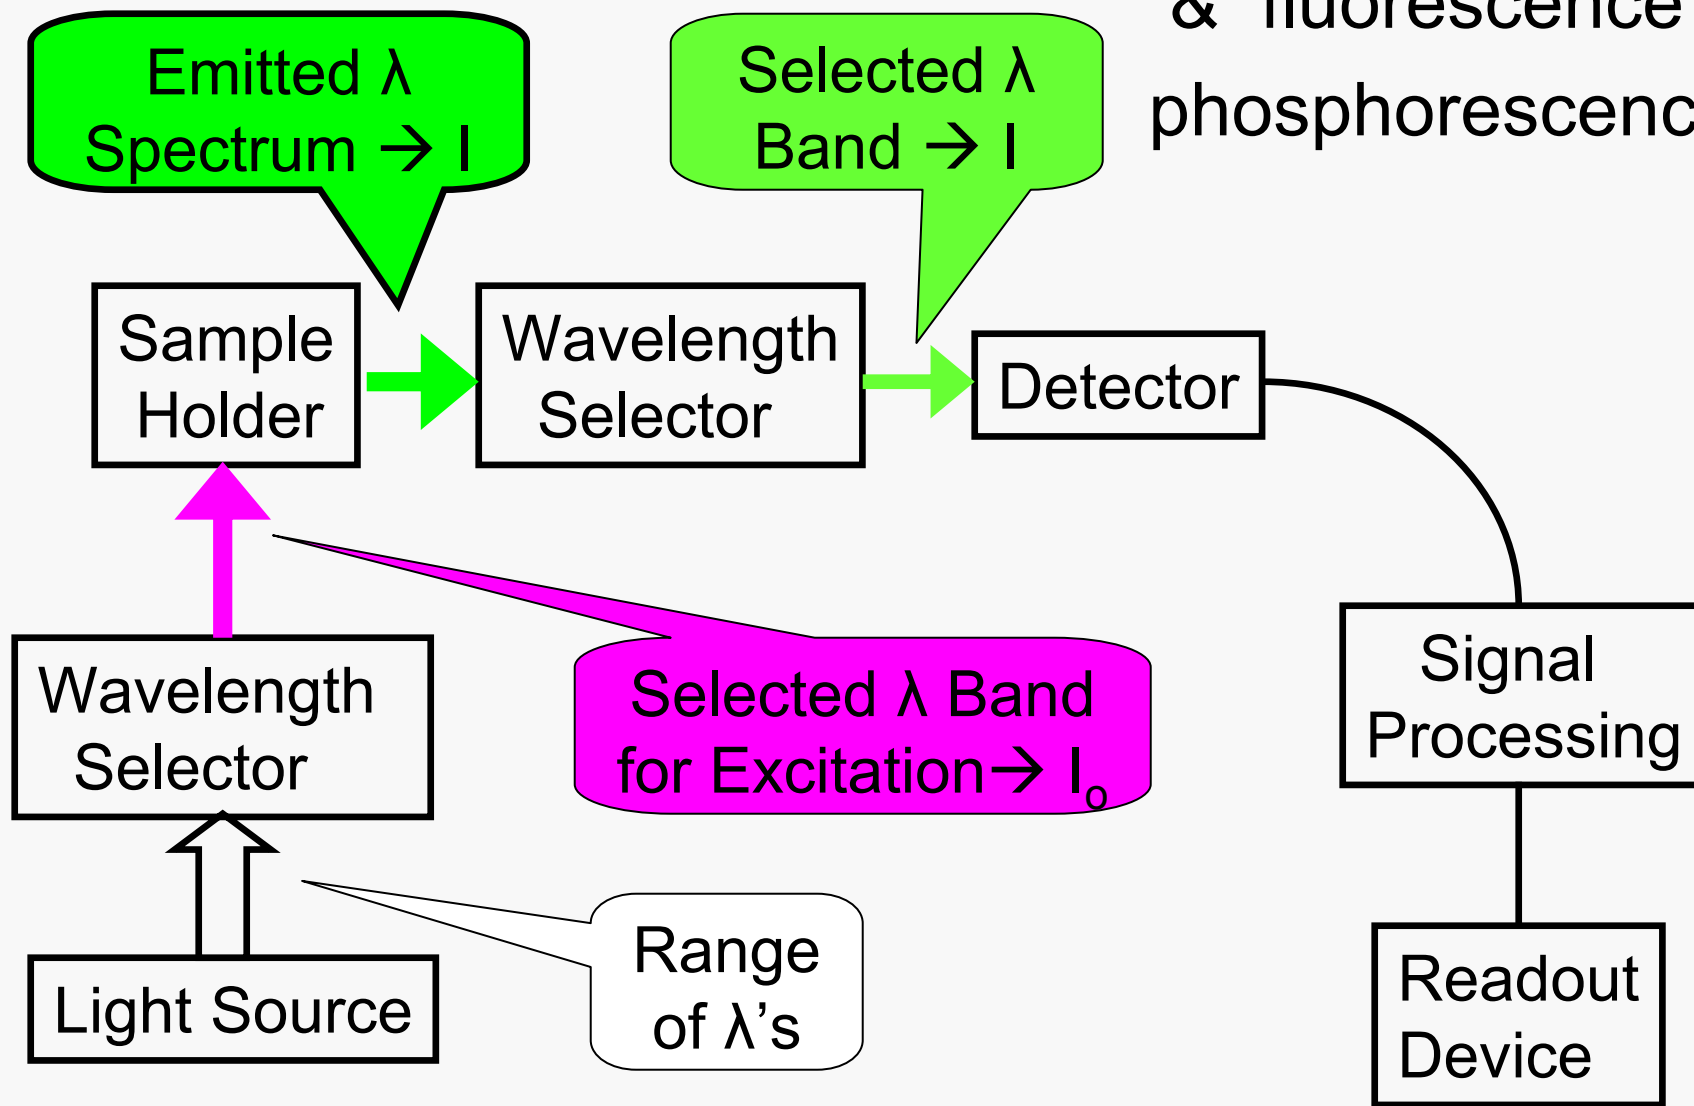 & fluorescence
phosphorescenc
Emitted λ
Spectrum → I
Selected λ
Band → I
Sample
Holder
Wavelength
Selector
Detector
Wavelength
Selector
Selected λ Band
for Excitation→ Iₒ
Signal
Processing
Light Source
Range
of λ’s
Readout
Device